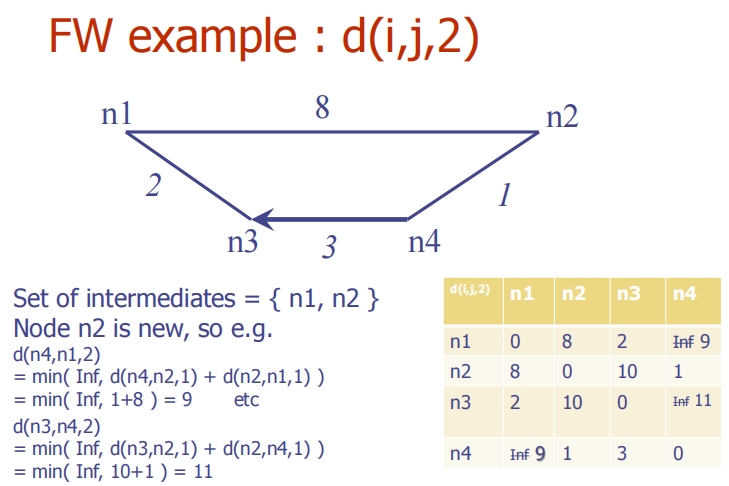 FW example : d(i,j,2)
n1
8
n2
2
1
n3
3
n4
Set of intermediates = { n1, n2 }
Node n2 is new, so e.g.
d(n4,n1,2)
= min( Inf, d(n4,n2,1) + d(n2,n1,1) )
= min( Inf, 1+8 ) = 9 etc
d(n3,n4,2)
= min( Inf, d(n3,n2,1) + d(n2,n4,1) )
= min( Inf, 10+1 ) = 11
d(i,j,2) n1 n2 n3 n4
n1 0 8 2 Inf 9
n2 8 0 10 1
n3 2 10 0 Inf 11
n4 Inf 9 1 3 0